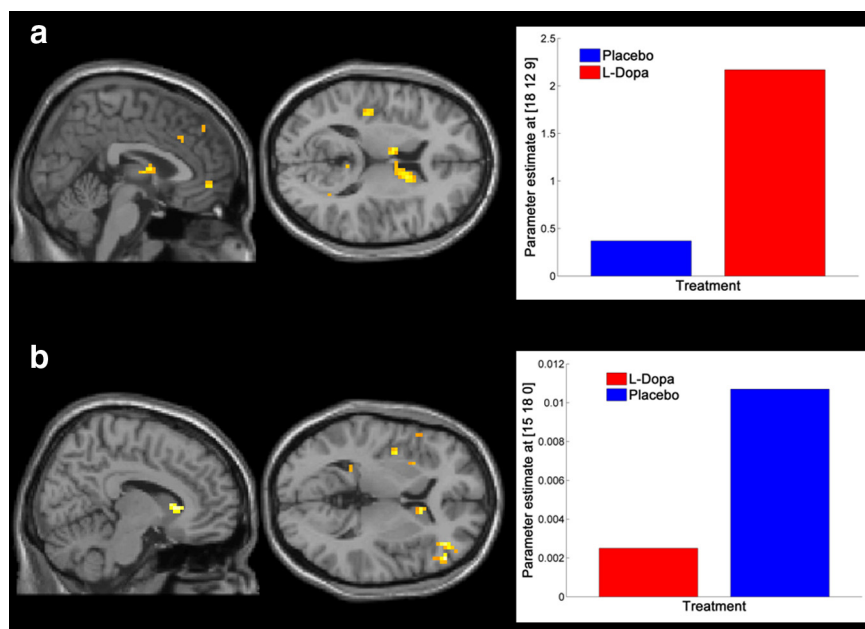 a
Parameter estimate at [18 12 9]
2.5
2
1.5
1
0.5
0
Placebo
L-Dopa
Treatment
b
Parameter estimate at [15 18 0]
0.012
0.01
0.008
0.006
0.004
0.002
0
L-Dopa
Placebo
Treatment